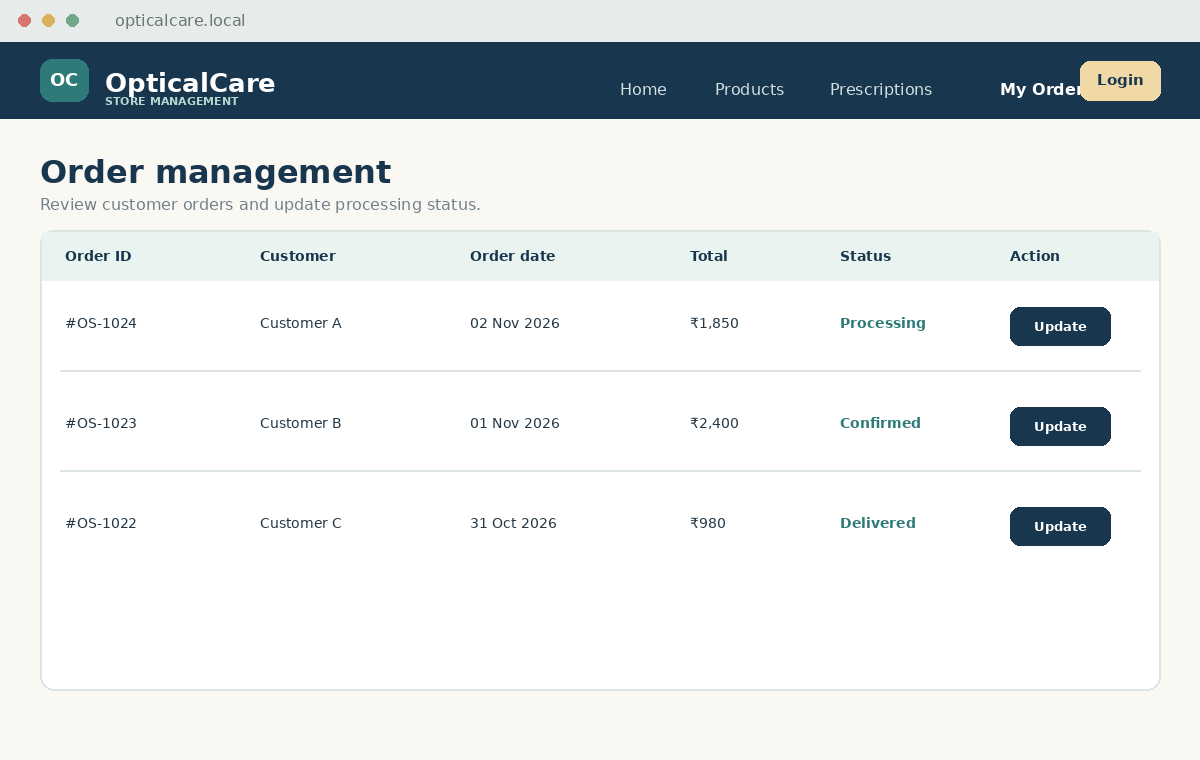 opticalcare.local
OC
OpticalCare
STORE MANAGEMENT
Home Products Prescriptions My Order Login
Order management
Review customer orders and update processing status.
Order ID Customer Order date Total Status Action
#OS-1024 Customer A 02 Nov 2026 ₹1,850 Processing Update
#OS-1023 Customer B 01 Nov 2026 ₹2,400 Confirmed Update
#OS-1022 Customer C 31 Oct 2026 ₹980 Delivered Update